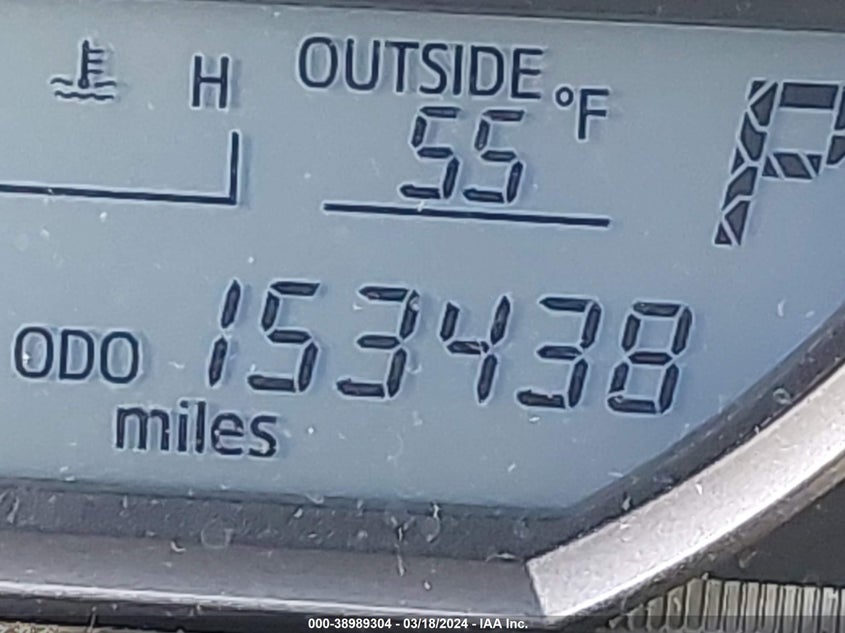 H OUTSIDE
55 °F
P
ODO 153438
miles
000-38989304 - 03/18/2024 - IAA Inc.